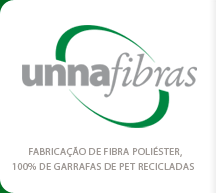 unnafibras
FABRICAÇÃO DE FIBRA POLIÉSTER,
100% DE GARRAFAS DE PET RECICLADAS